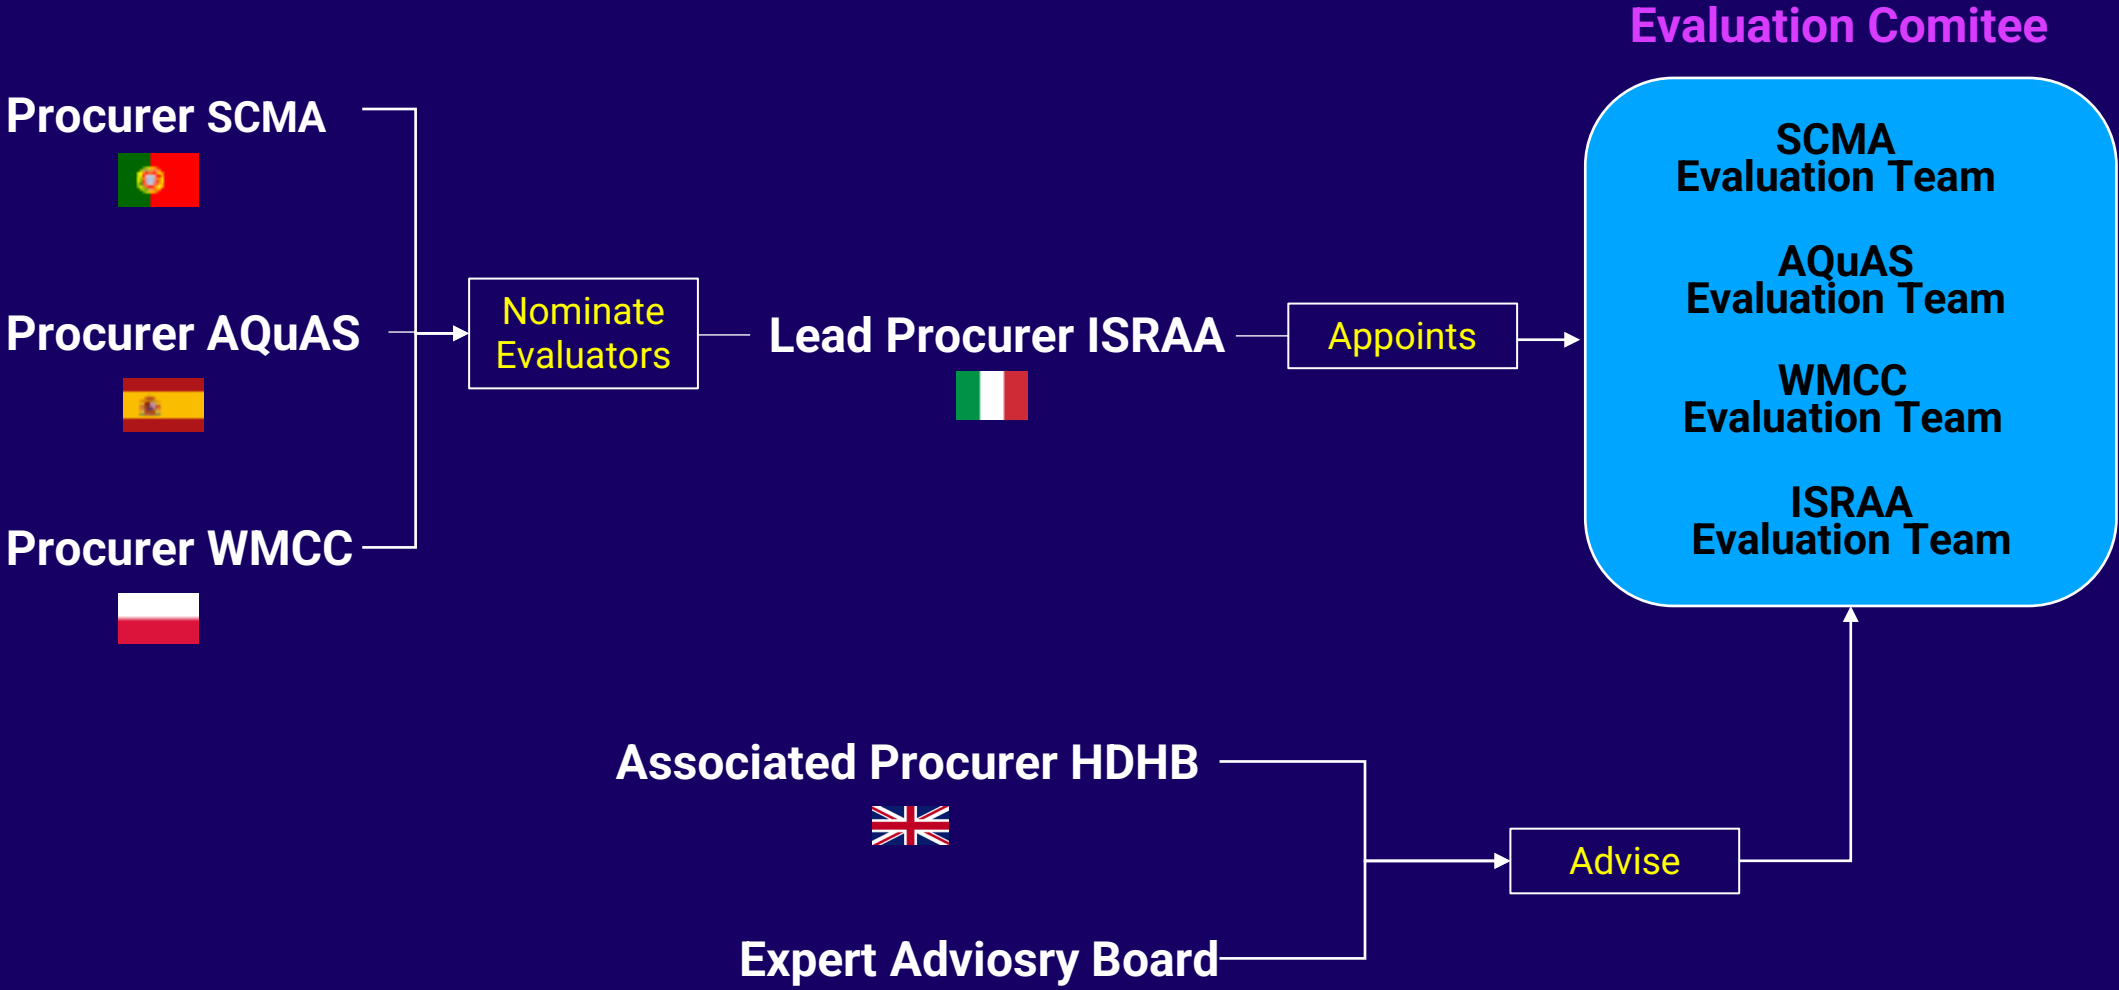 Evaluation Comitee
Procurer SCMA
Procurer AQuAS
Procurer WMCC
Nominate
Evaluators
Lead Procurer ISRAA
Appoints
SCMA
Evaluation Team
AQuAS
Evaluation Team
WMCC
Evaluation Team
ISRAA
Evaluation Team
Associated Procurer HDHB
Advise
Expert Adviosry Board